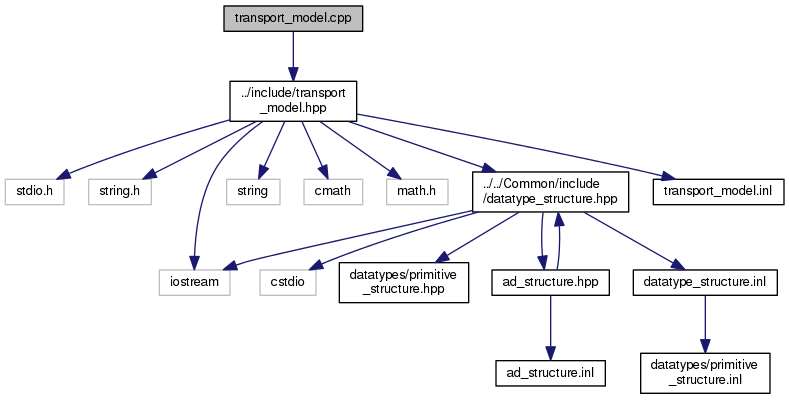 transport_model.cpp
../include/transport
_model.hpp
stdio.h
string.h
string
cmath
math.h
../../Common/include
/datatype_structure.hpp
transport_model.inl
iostream
cstdio
datatypes/primitive
_structure.hpp
ad_structure.hpp
datatype_structure.inl
ad_structure.inl
datatypes/primitive
_structure.inl